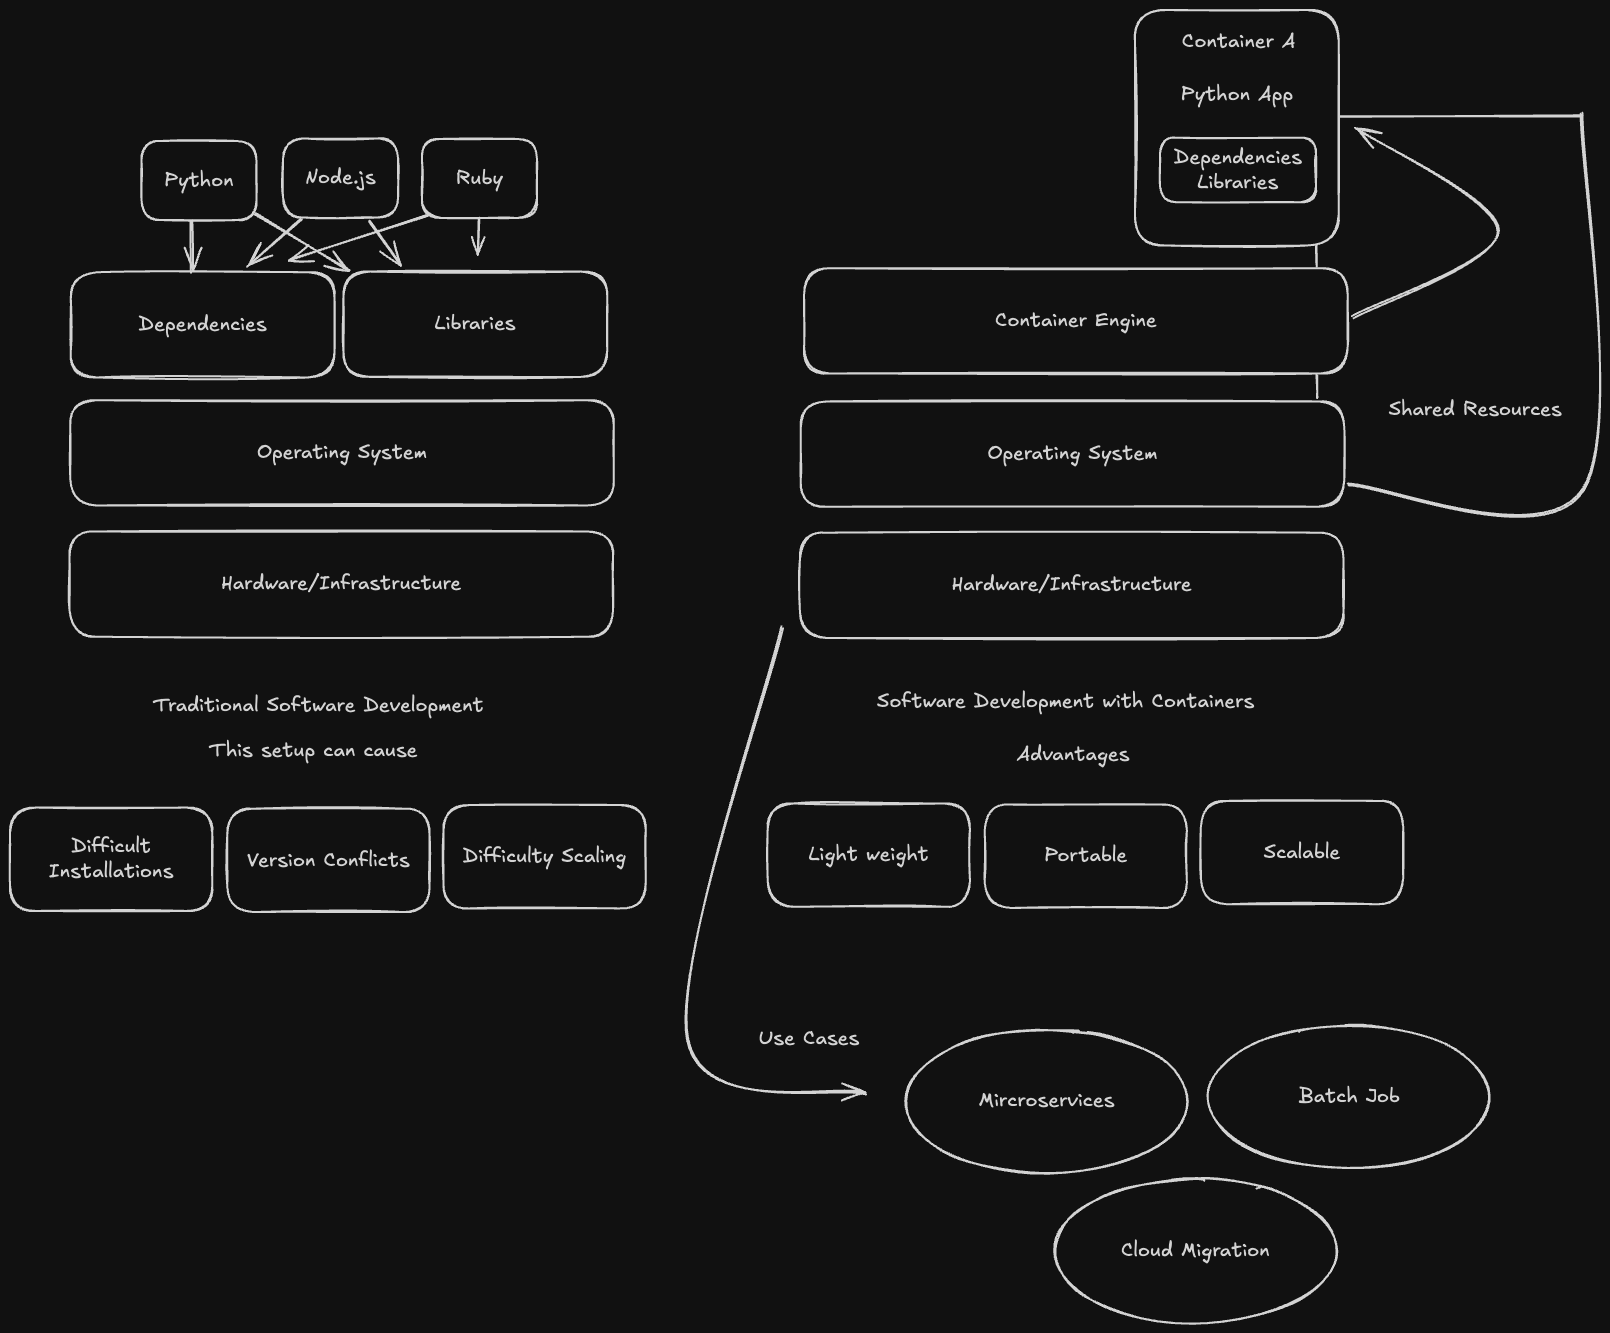 Python
Node.js
Ruby
Dependencies
Libraries
Operating System
Hardware/Infrastructure
Traditional Software Development
This setup can cause
Difficult
Installations
Version Conflicts
Difficulty Scaling
Container A
Python App
Dependencies
Libraries
Container Engine
Shared Resources
Operating System
Hardware/Infrastructure
Software Development with Containers
Advantages
Light weight
Portable
Scalable
Use Cases
Mircroservices
Batch Job
Cloud Migration